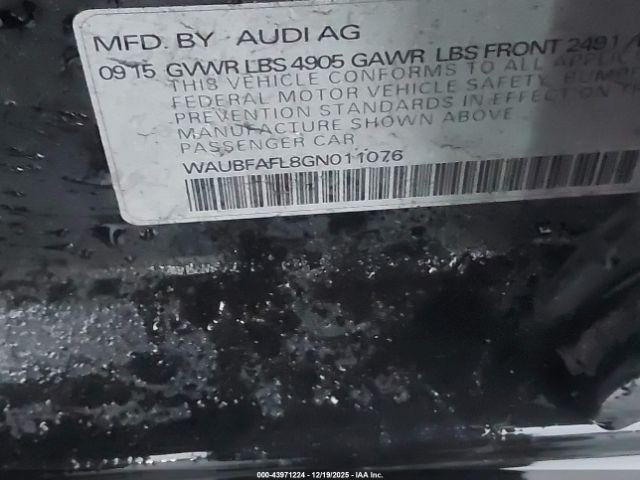 MFD. BY AUDI AG
09 15 GVWR LBS 4905 GAWR LBS FRONT 2491
THIS VEHICLE CONFORMS TO ALL
FEDERAL MOTOR VEHICLE SAFETY,
PREVENTION STANDARDS IN EFFECT ON
MANUFACTURE SHOWN ABOVE
PASSENGER CAR
WAUBFAFL8GN011076
000-43971224 - 12/19/2025 - IAA Inc.